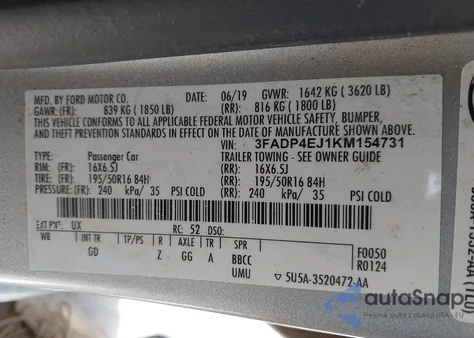 MFD. BY FORD MOTOR CO.
DATE: 06/19 GVWR: 1642 KG ( 3620 LB)
GAWR: (FR): 839 KG ( 1850 LB) (RR): 816 KG ( 1800 LB)
THIS VEHICLE CONFORMS TO ALL APPLICABLE FEDERAL MOTOR VEHICLE SAFETY, BUMPER,
AND THEFT PREVENTION STANDARDS IN EFFECT ON THE DATE OF MANUFACTURE SHOWN ABOVE.
VIN: 3FADP4EJ1KM154731
TYPE: Passenger Car TRAILER TOWING - SEE OWNER GUIDE
RIM: (FR): 16X6.5J (RR): 16X6.5J
TIRE: (FR): 195/50R16 84H (RR): 195/50R16 84H
PRESSURE: (FR): 240 kPa/ 35 PSI COLD (RR): 240 kPa/ 35 PSI COLD
EXT PNT: UX RC: 52 DSO:
WB INT TR TP/PS R AXLE TR SPR F0050
GD Z GG A BBCC R0124
UMU ▽ 5U5A-3520472-AA
autoSnap